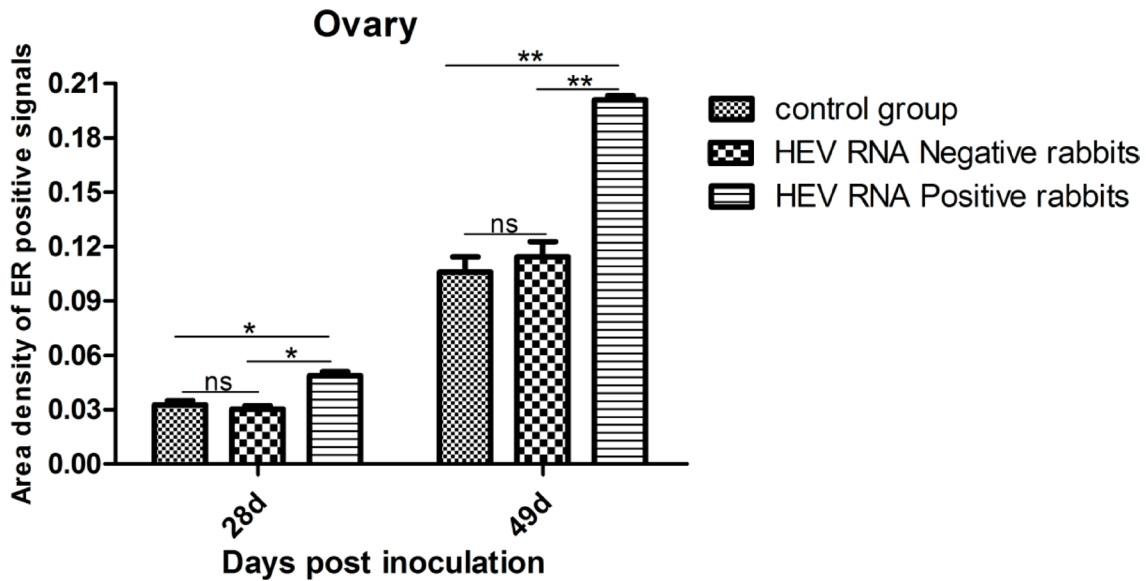 Ovary
Area density of ER positive signals
0.21
0.18
0.15
0.12
0.09
0.06
0.03
0.00
**
**
ns
*
*
ns
28d
49d
Days post inoculation
control group
HEV RNA Negative rabbits
HEV RNA Positive rabbits